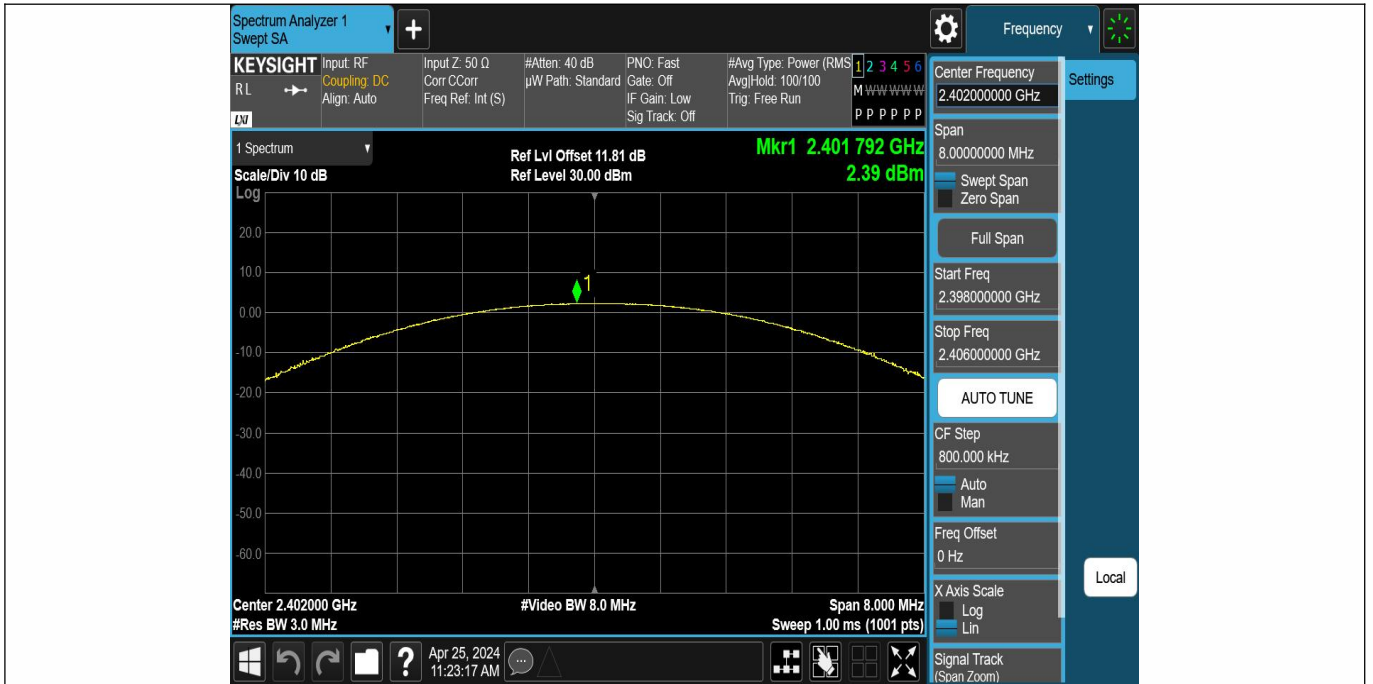 Spectrum Analyzer 1
Swept SA
+
Frequency
KEYSIGHT
RL
LXI
Input: RF
Coupling: DC
Align: Auto
Input Z: 50 Ω
Corr CCorr
Freq Ref: Int (S)
#Atten: 40 dB
µW Path: Standard
PNO: Fast
Gate: Off
IF Gain: Low
Sig Track: Off
#Avg Type: Power (RMS
Avg|Hold: 100/100
Trig: Free Run
1 2 3 4 5 6
M W W W W W
P P P P P P
1 Spectrum
Scale/Div 10 dB
Ref Lvl Offset 11.81 dB
Ref Level 30.00 dBm
Mkr1 2.401 792 GHz
2.39 dBm
Log
20.0
10.0
1
0.00
-10.0
-20.0
-30.0
-40.0
-50.0
-60.0
Center 2.402000 GHz
#Video BW 8.0 MHz
Span 8.000 MHz
#Res BW 3.0 MHz
Sweep 1.00 ms (1001 pts)
Center Frequency
2.402000000 GHz
Settings
Span
8.00000000 MHz
Swept Span
Zero Span
Full Span
Start Freq
2.398000000 GHz
Stop Freq
2.406000000 GHz
AUTO TUNE
CF Step
800.000 kHz
Auto
Man
Freq Offset
0 Hz
Local
X Axis Scale
Log
Lin
Signal Track
(Span Zoom)
?
Apr 25, 2024
11:23:17 AM